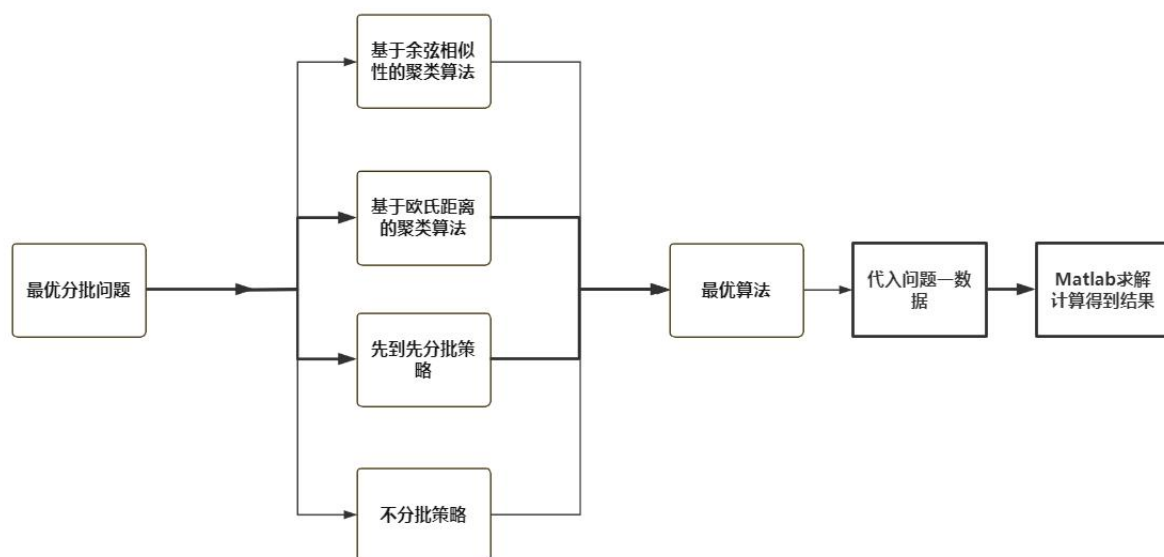 基于余弦相似
性的聚类算法
基于欧氏距离
的聚类算法
最优分批问题
最优算法
代入问题一数
据
Matlab求解
计算得到结果
先到先分批策
略
不分批策略